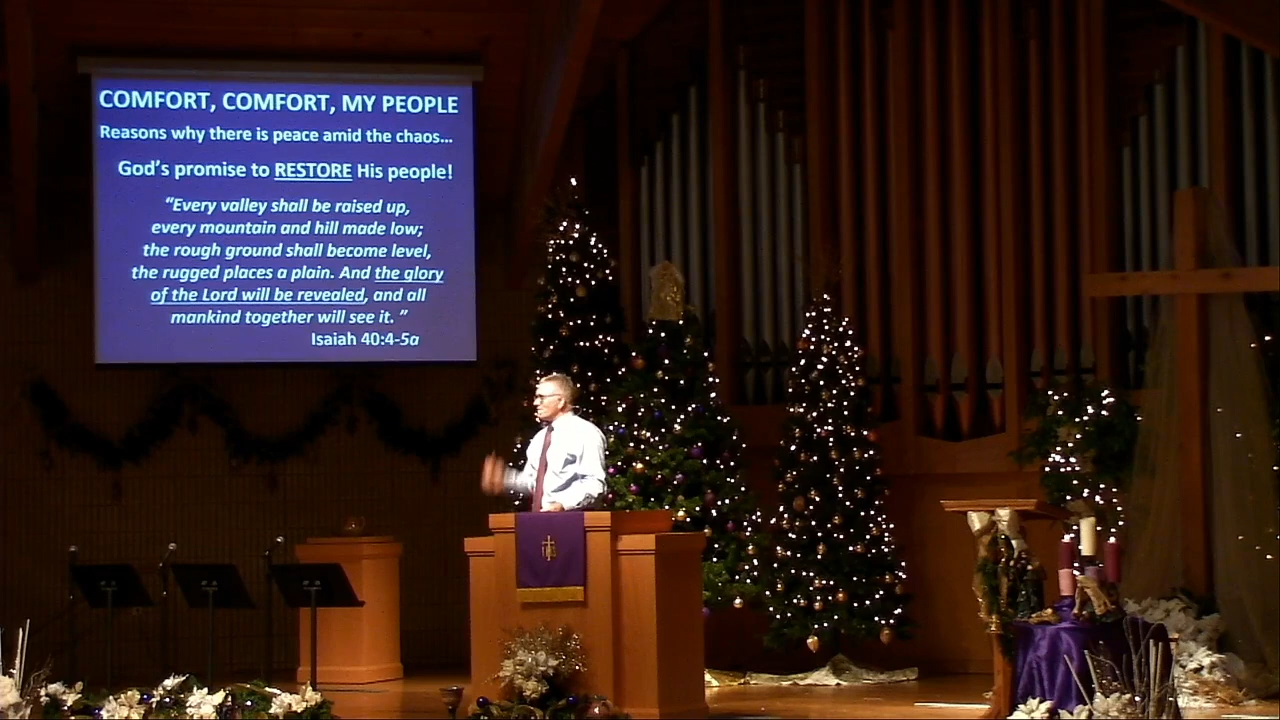 COMFORT, COMFORT, MY PEOPLE
Reasons why there is peace amid the chaos...
God's promise to RESTORE His people!
“Every valley shall be raised up,
every mountain and hill made low;
the rough ground shall become level,
the rugged places a plain. And the glory
of the Lord will be revealed, and all
mankind together will see it. ”
Isaiah 40:4-5a